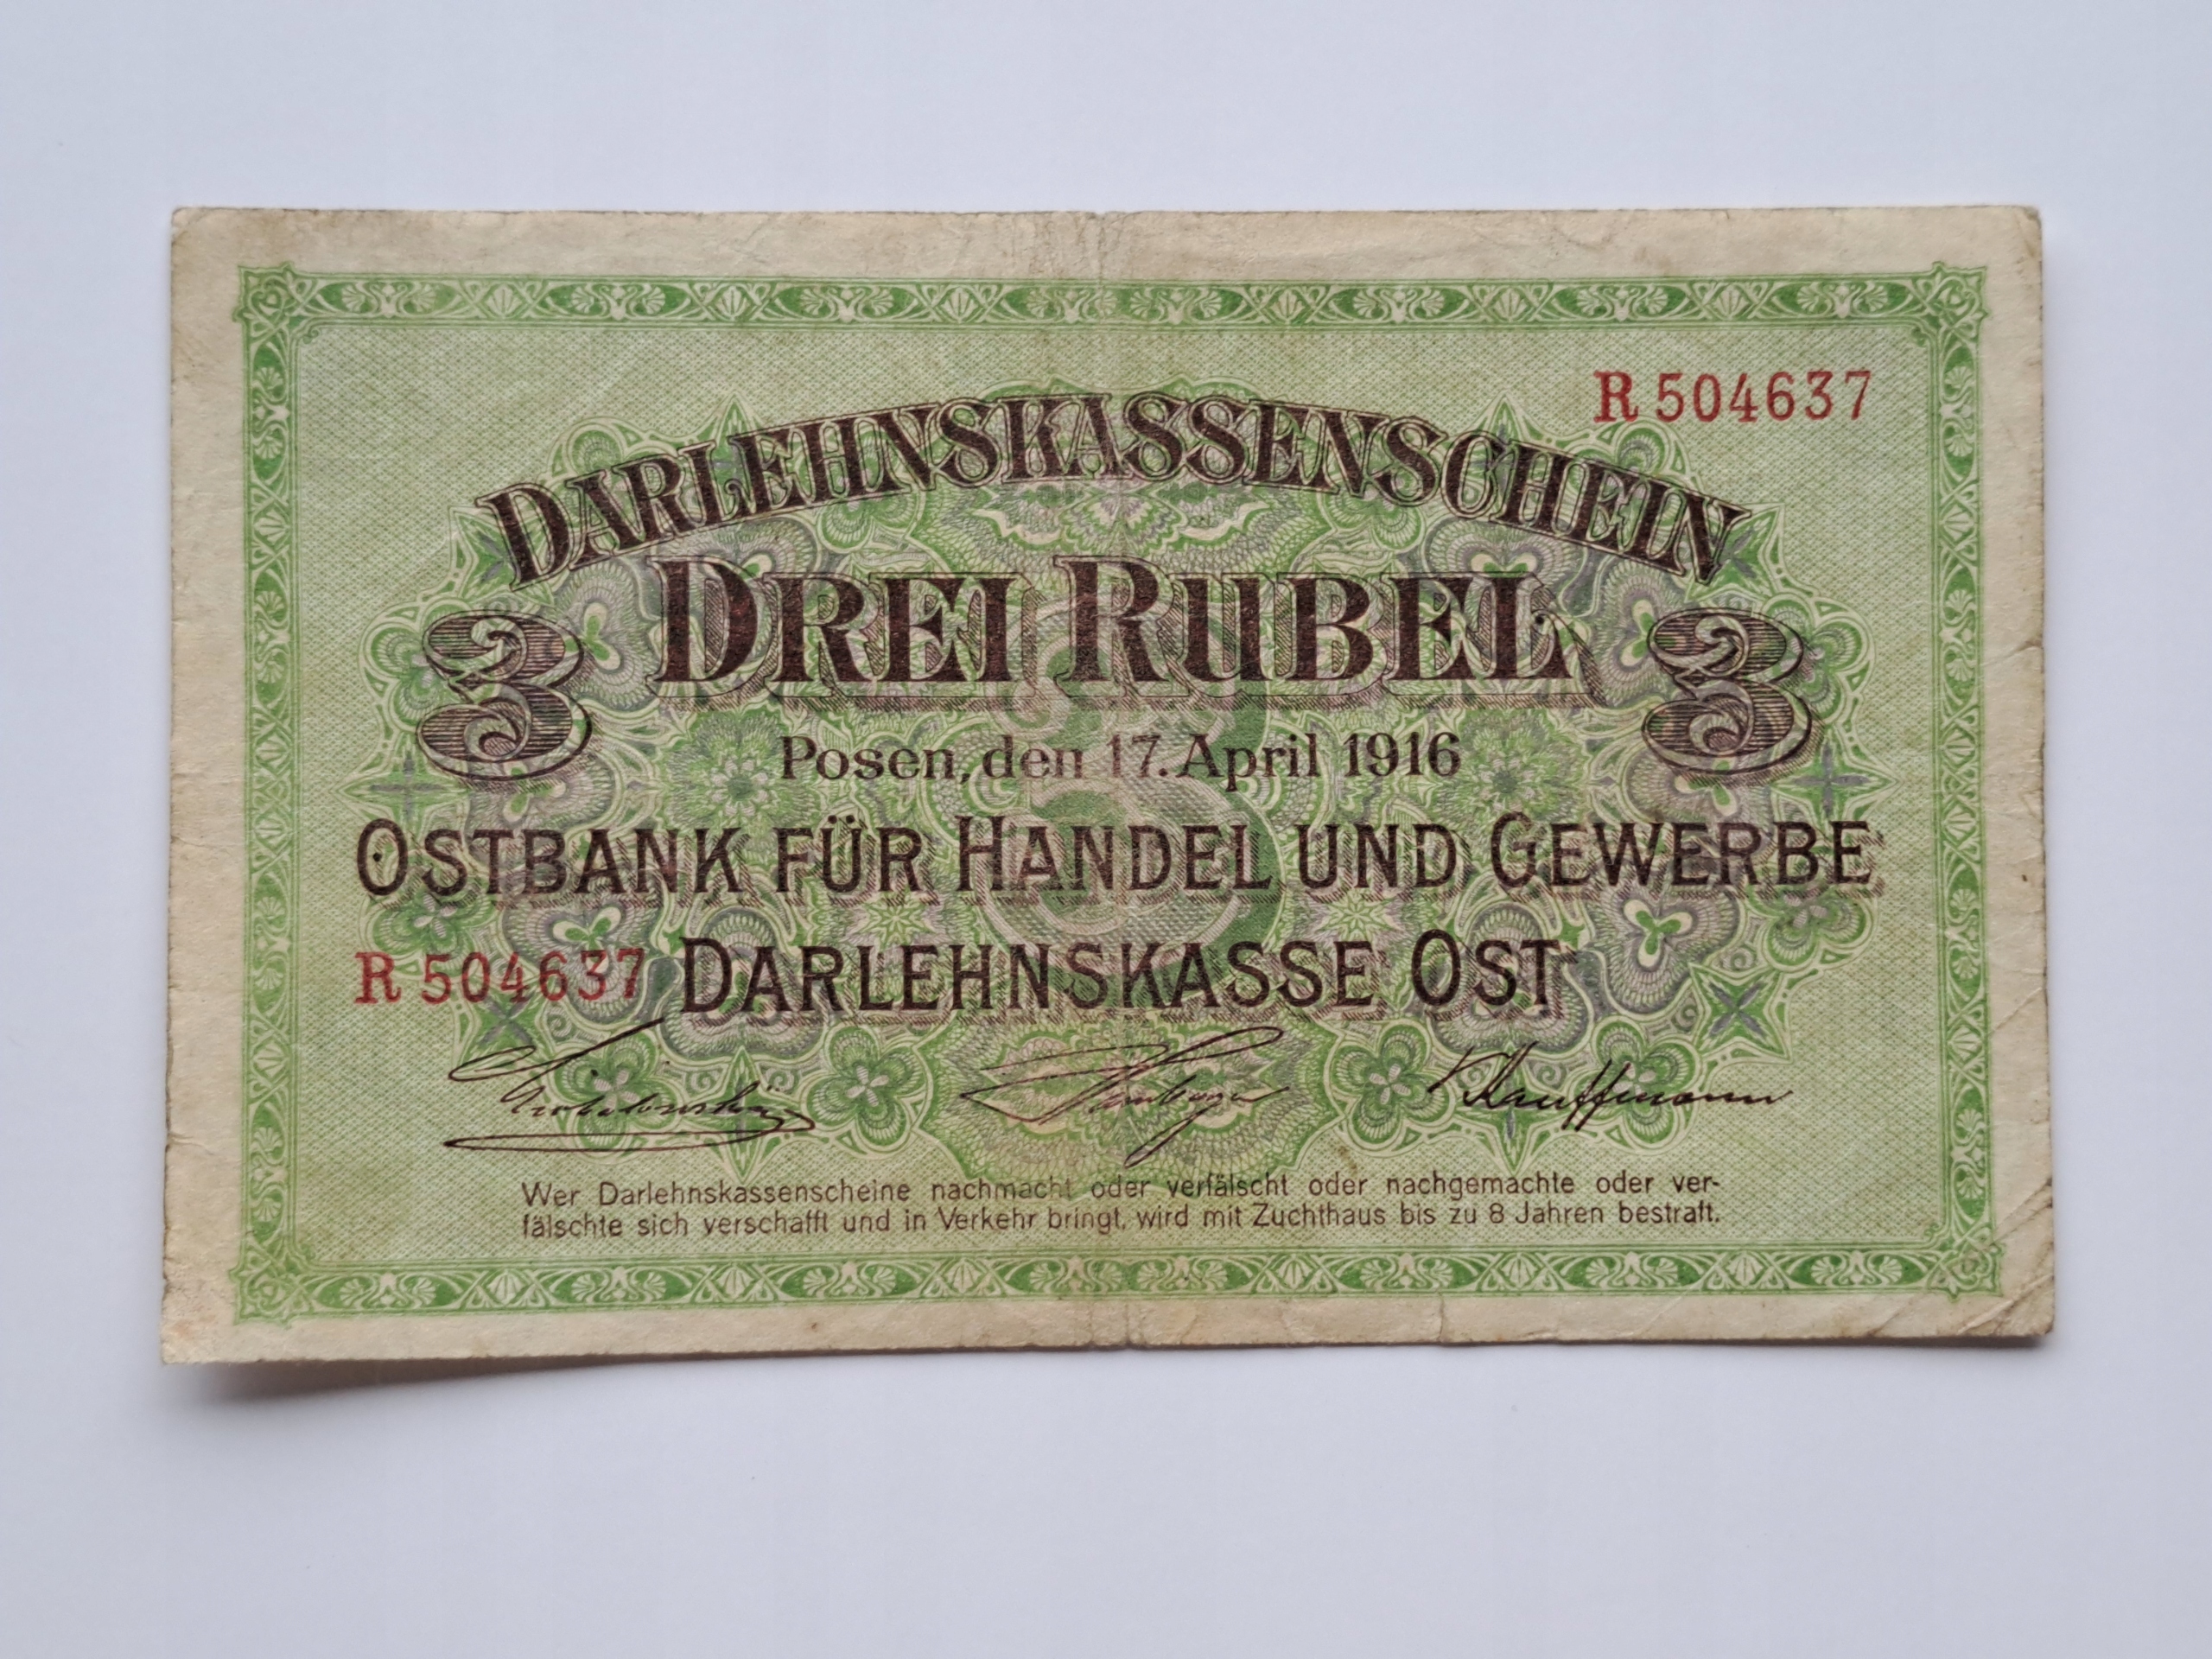 R 504637
DARLEHNSKASSENSCHEIN
DREI RUBEL
3 3
Posen, den 17. April 1916
OSTBANK FÜR HANDEL UND GEWERBE
R 504637 DARLEHNSKASSE OST
Kauffmann
Wer Darlehnskassenscheine nachmacht oder verfälscht oder nachgemachte oder ver-
fälschte sich verschafft und in Verkehr bringt, wird mit Zuchthaus bis zu 8 Jahren bestraft.